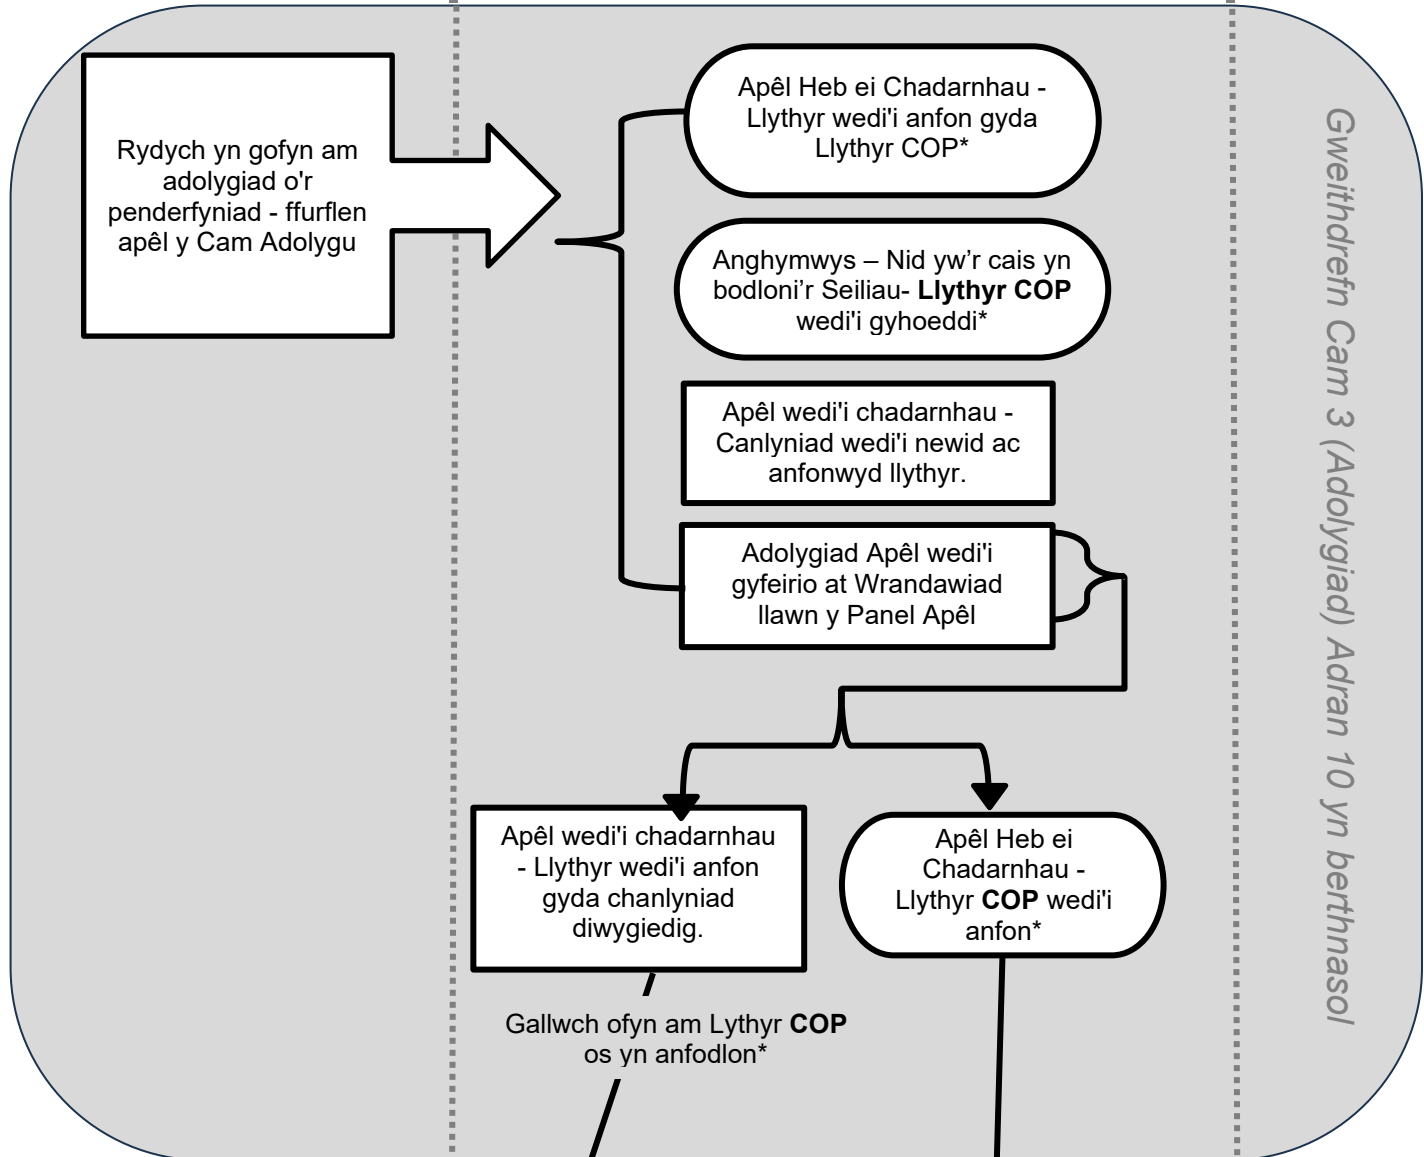 Rydych yn gofyn am
adolygiad o'r
penderfyniad - ffurflen
apêl y Cam Adolygu
Apêl Heb ei Chadarnhau -
Llythyr wedi'i anfon gyda
Llythyr COP*
Anghymwys – Nid yw’r cais yn
bodloni’r Seiliau- Llythyr COP
wedi'i gyhoeddi*
Apêl wedi'i chadarnhau -
Canlyniad wedi'i newid ac
anfonwyd llythyr.
Adolygiad Apêl wedi'i
gyfeirio at Wrandawiad
llawn y Panel Apêl
Apêl wedi'i chadarnhau
- Llythyr wedi'i anfon
gyda chanlyniad
diwygiedig.
Apêl Heb ei
Chadarnhau -
Llythyr COP wedi'i
anfon*
Gallwch ofyn am Lythyr COP
os yn anfodlon*
Gweithdrefn Cam 3 (Adolygiad) Adran 10 yn berthnasol